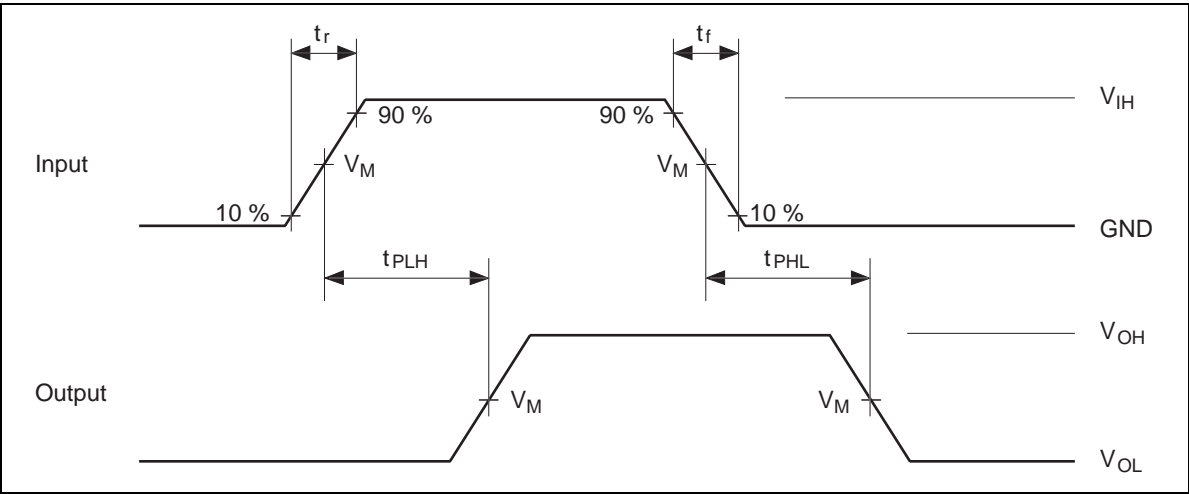 tr
tf
VIH
90 %
90 %
Input
VM
VM
10 %
10 %
GND
tPLH
tPHL
VOH
Output
VM
VM
VOL